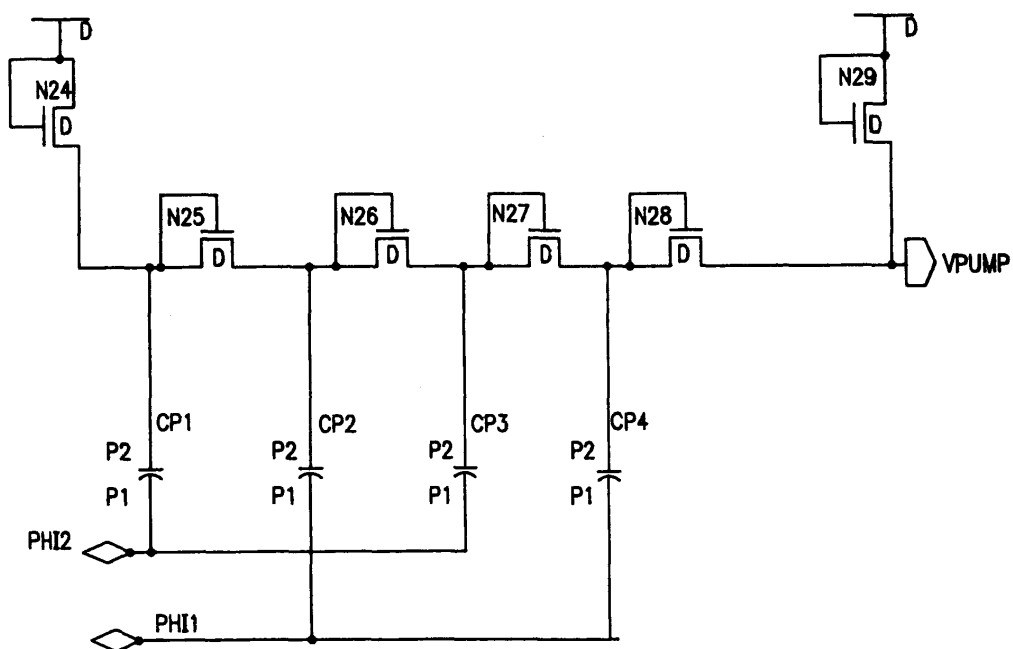 D
D
N24
N29
D
D
N25
N26
N27
N28
D
D
D
D
VPUMP
CP1
CP2
CP3
CP4
P2
P2
P2
P2
P1
P1
P1
P1
PHI2
PHI1